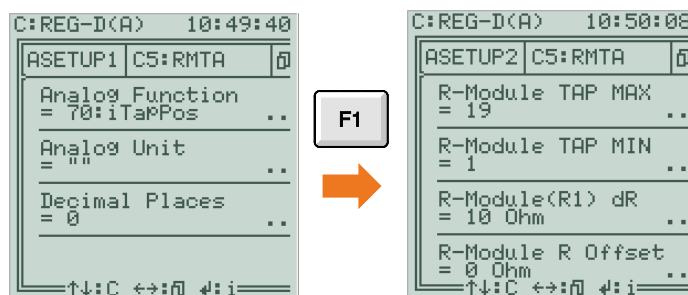 C:REG-D(A) 10:49:40
ASETUP1 C5:RMTA
Analog Function
= 70:iTapPos ..
Analog Unit
= "" ..
Decimal Places
= 0 ..
↑↓:C ←→: ↲:i
F1
C:REG-D(A) 10:50:08
ASETUP2 C5:RMTA
R-Module TAP MAX
= 19 ..
R-Module TAP MIN
= 1 ..
R-Module(R1) dR
= 10 Ohm ..
R-Module R Offset
= 0 Ohm ..
↑↓:C ←→: ↲:i